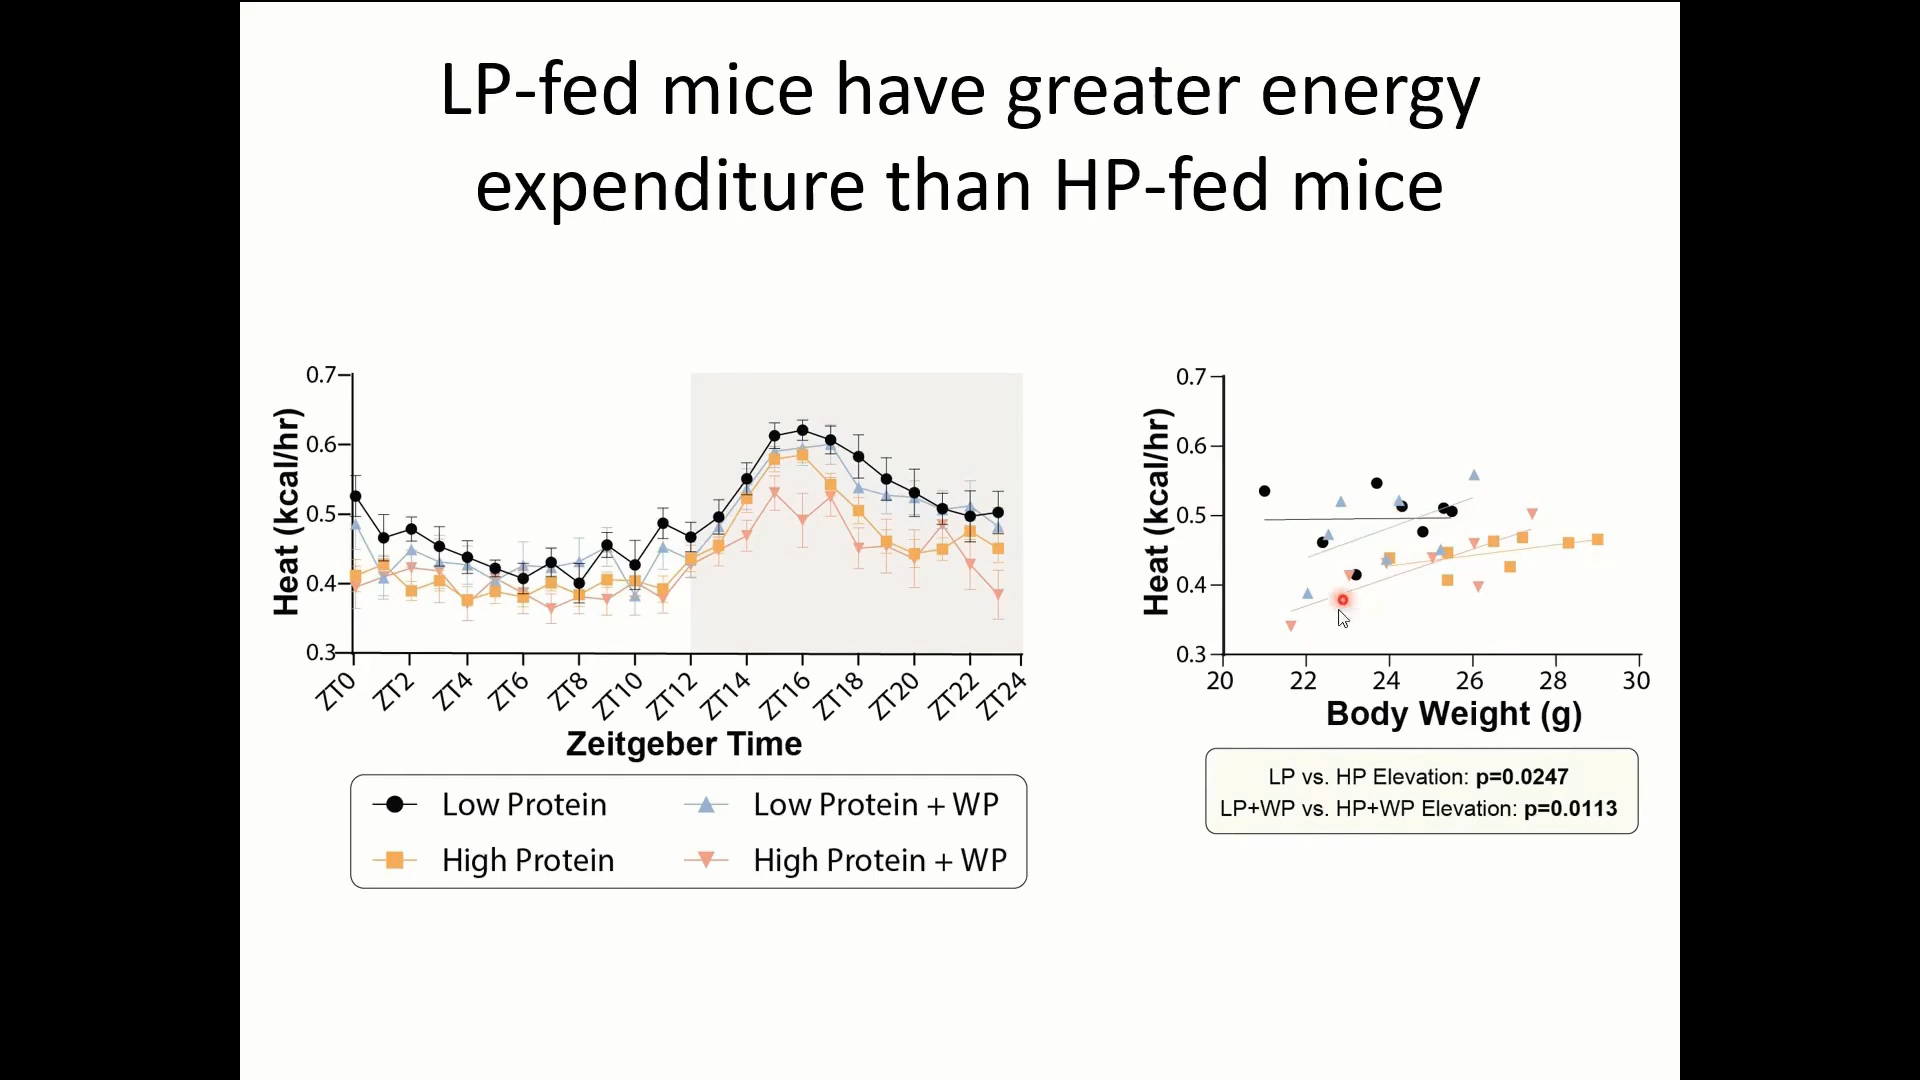 LP-fed mice have greater energy
expenditure than HP-fed mice
0.7
0.6
0.5
0.4
0.3
Heat (kcal/hr)
ZT0
ZT2
ZT4
ZT6
ZT8
ZT10
ZT12
ZT14
ZT16
ZT18
ZT20
ZT22
ZT24
Zeitgeber Time
Low Protein
Low Protein + WP
High Protein
High Protein + WP
0.7
0.6
0.5
0.4
0.3
Heat (kcal/hr)
20
22
24
26
28
30
Body Weight (g)
LP vs. HP Elevation: p=0.0247
LP+WP vs. HP+WP Elevation: p=0.0113